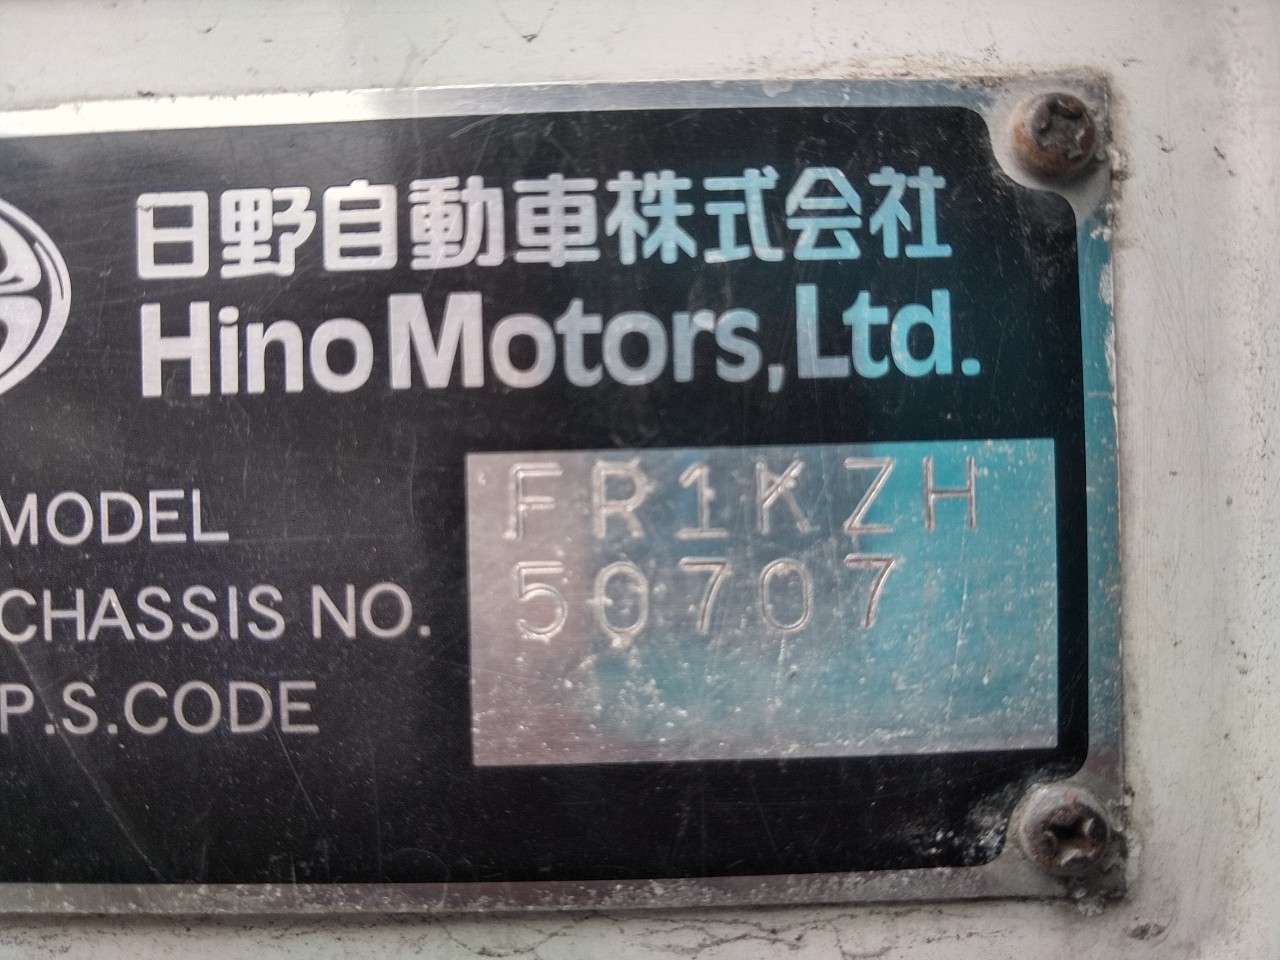 日野自動車株式会社
Hino Motors, Ltd.
MODEL FR1KZH
CHASSIS NO. 50707
P.S.CODE